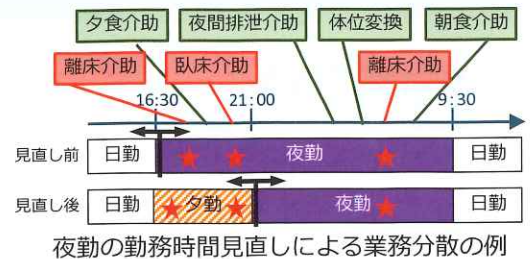 夕食介助 夜間排泄介助 体位変換 朝食介助
離床介助 臥床介助 離床介助
16:30 21:00 9:30
見直し前 日勤 夜勤 日勤
見直し後 日勤 夕勤 夜勤 日勤
夜勤の勤務時間見直しによる業務分散の例